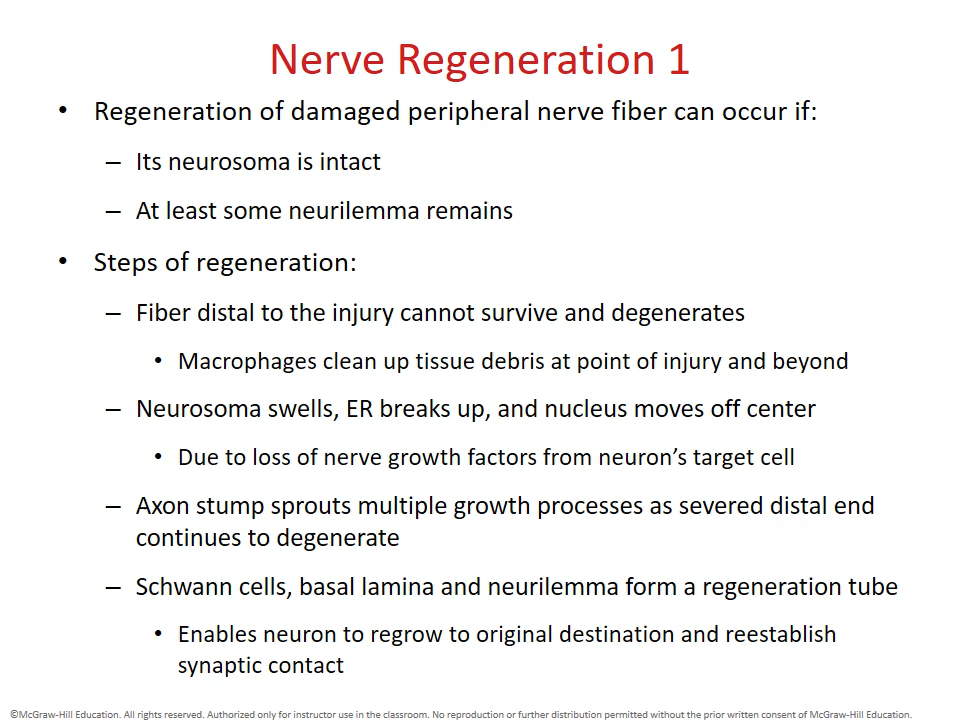 Nerve Regeneration 1
• Regeneration of damaged peripheral nerve fiber can occur if:
– Its neurosoma is intact
– At least some neurilemma remains
• Steps of regeneration:
– Fiber distal to the injury cannot survive and degenerates
• Macrophages clean up tissue debris at point of injury and beyond
– Neurosoma swells, ER breaks up, and nucleus moves off center
• Due to loss of nerve growth factors from neuron’s target cell
– Axon stump sprouts multiple growth processes as severed distal end
continues to degenerate
– Schwann cells, basal lamina and neurilemma form a regeneration tube
• Enables neuron to regrow to original destination and reestablish
synaptic contact
©McGraw-Hill Education. All rights reserved. Authorized only for instructor use in the classroom. No reproduction or further distribution permitted without the prior written consent of McGraw-Hill Education.